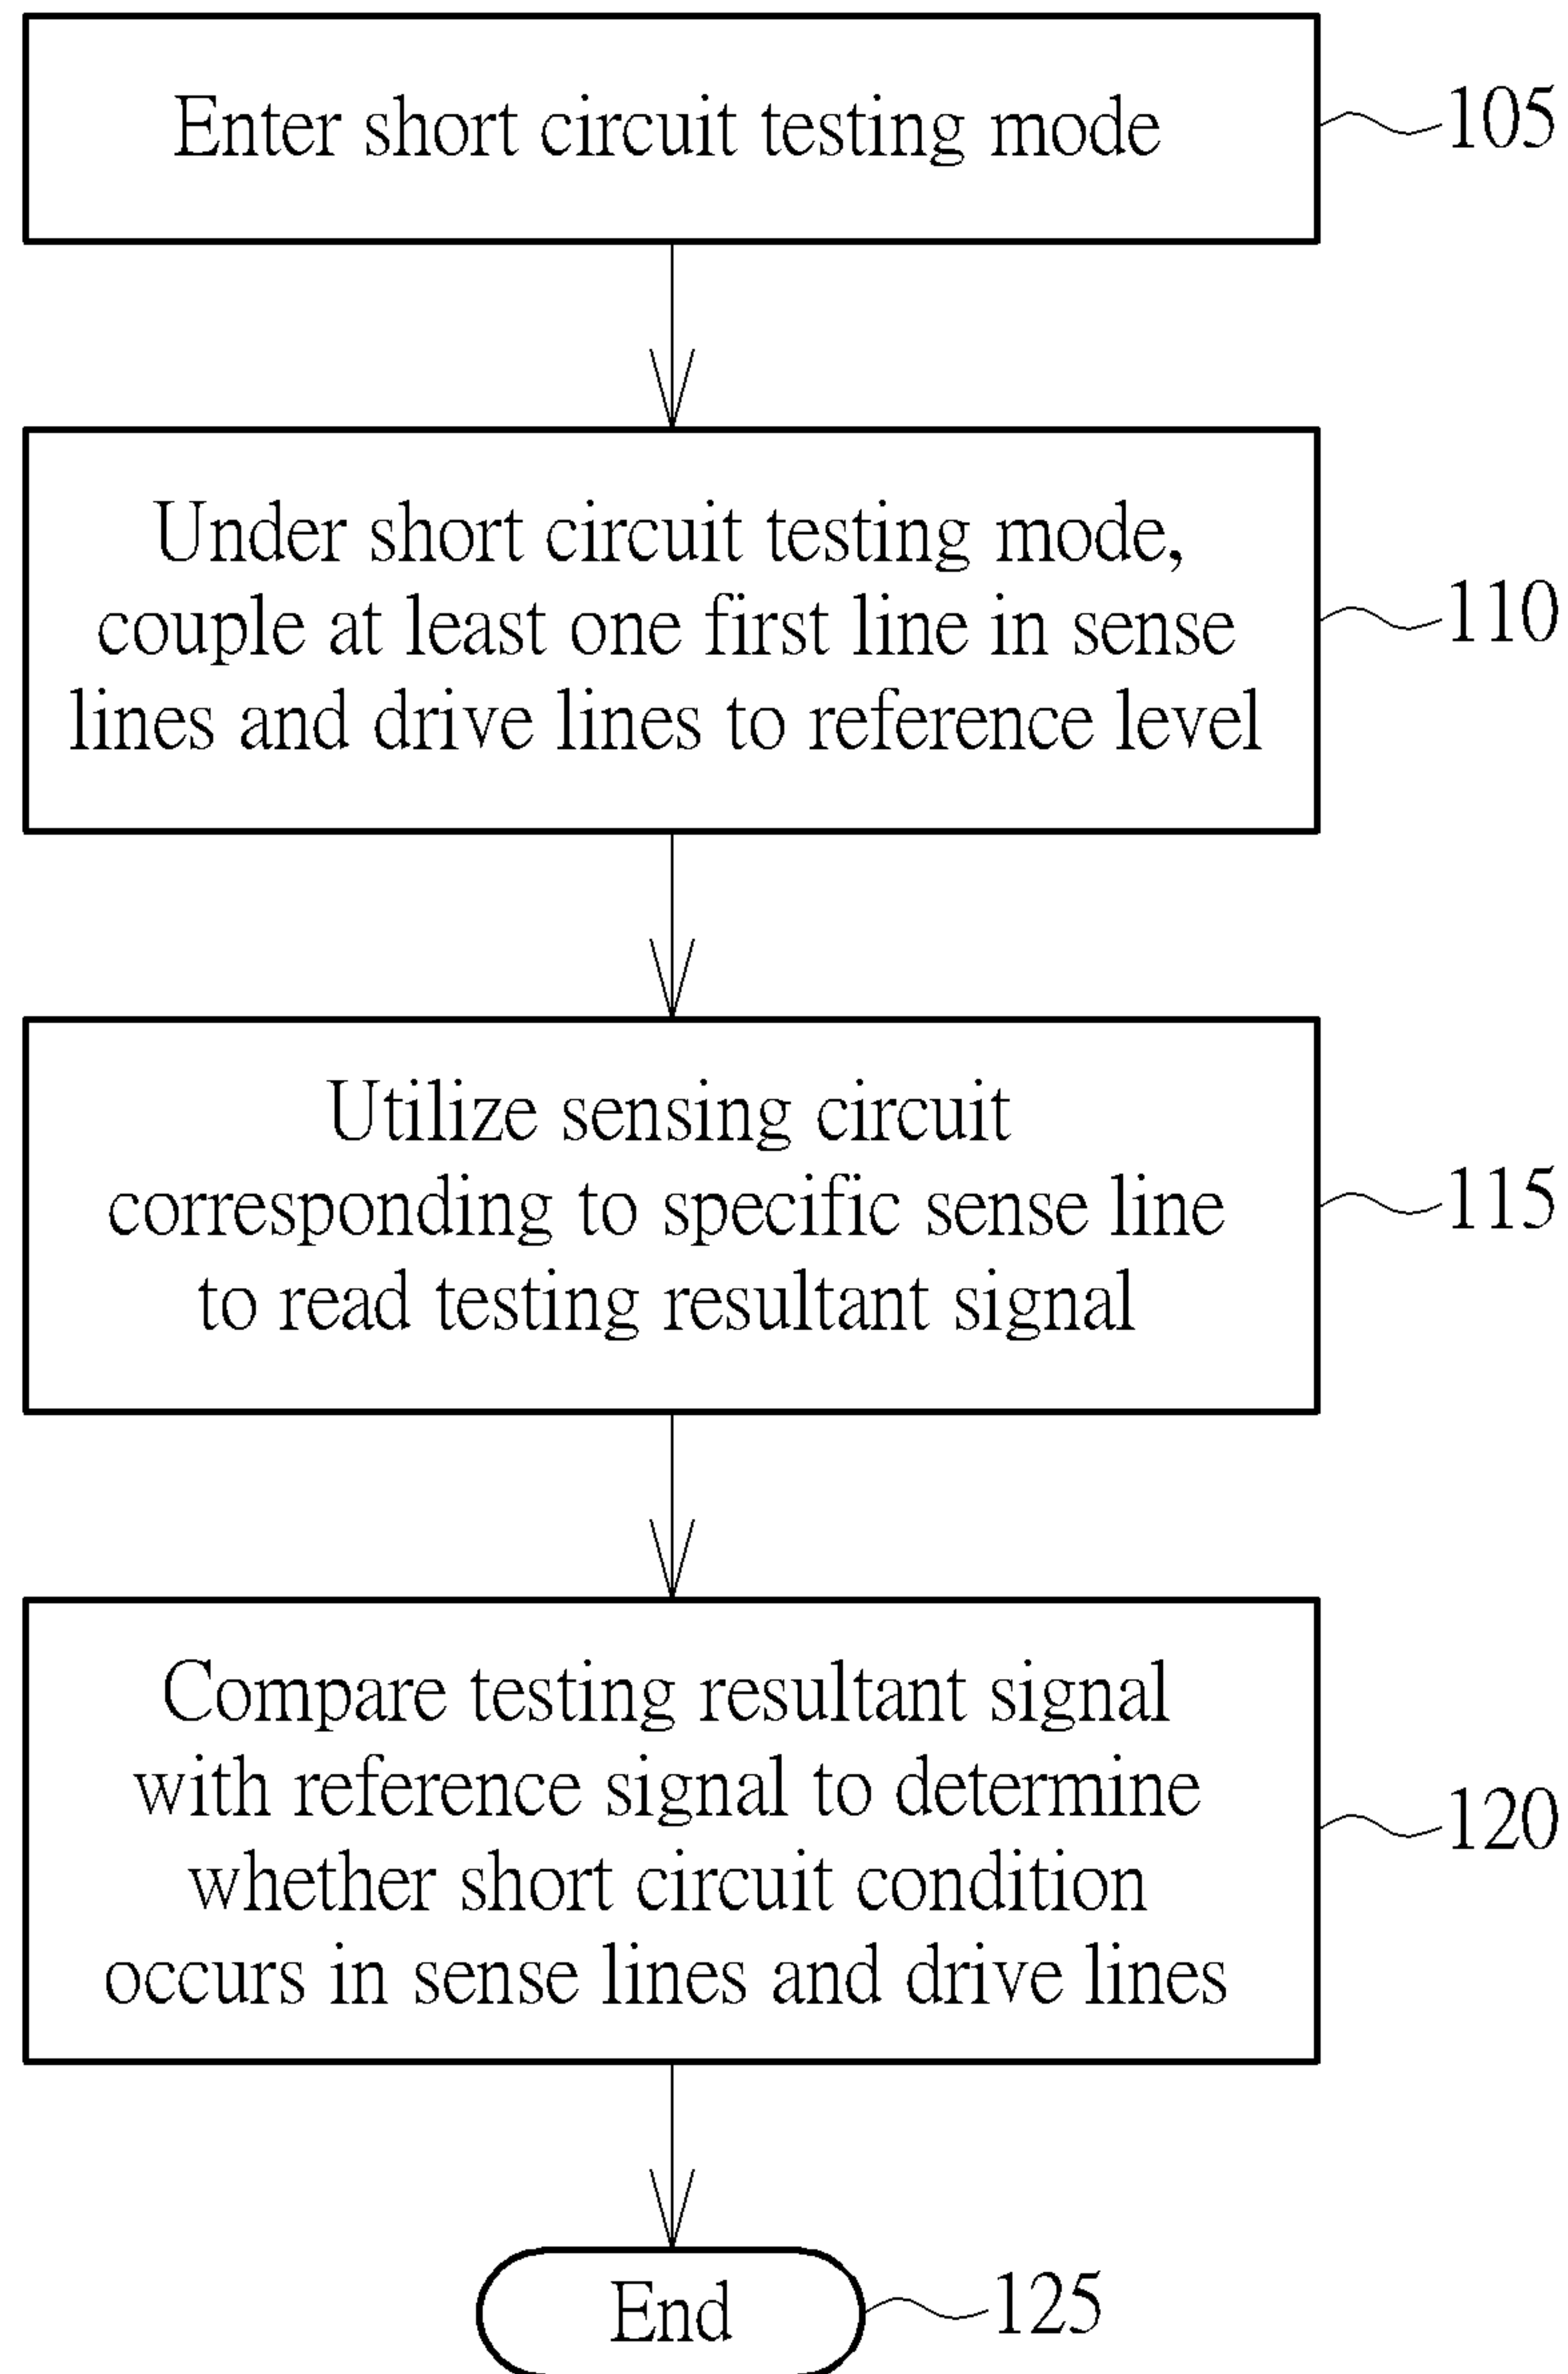 Enter short circuit testing mode
105
Under short circuit testing mode,
couple at least one first line in sense
lines and drive lines to reference level
110
Utilize sensing circuit
corresponding to specific sense line
to read testing resultant signal
115
Compare testing resultant signal
with reference signal to determine
whether short circuit condition
occurs in sense lines and drive lines
120
End
125